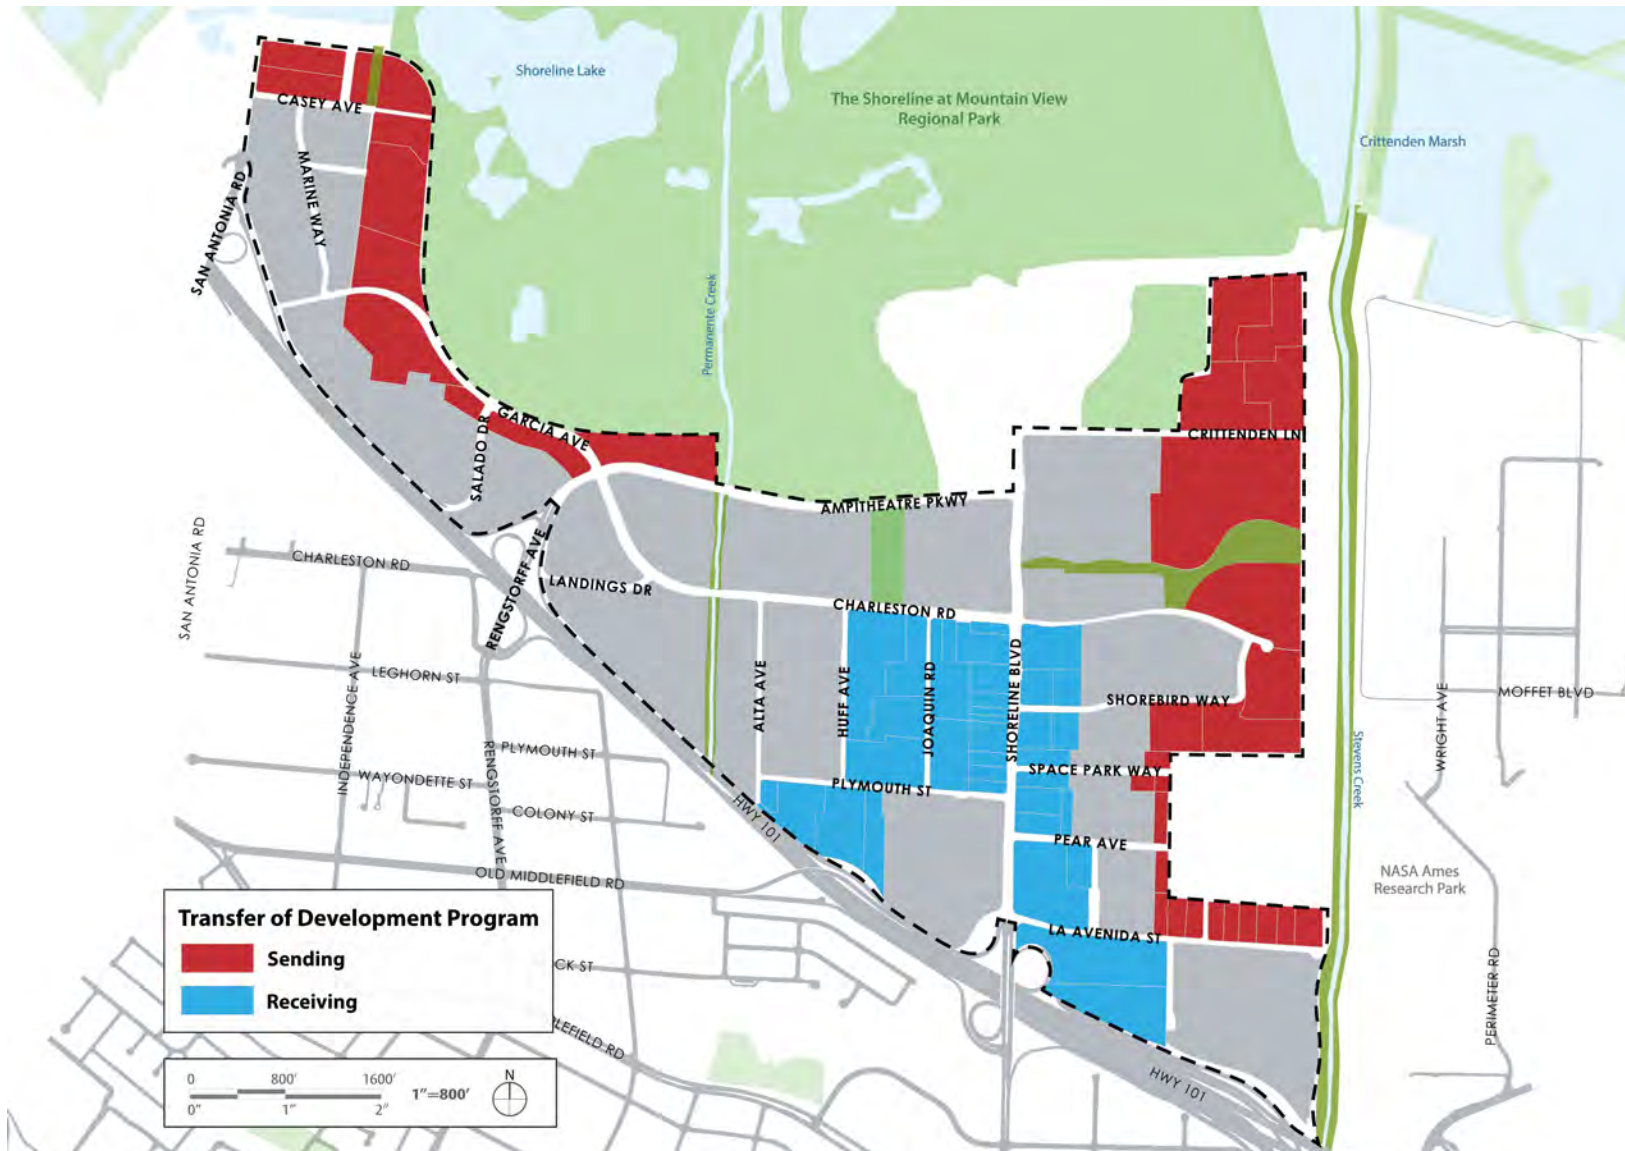 Shoreline Lake
The Shoreline at Mountain View
Regional Park
Crittenden Marsh
CASEY AVE
MARINE WAY
SAN ANTONIA RD
Permanente Creek
GARCIA AVE
SALADO DR
CRITTENDEN LN
AMPITHEATRE PKWY
SAN ANTONIA RD
CHARLESTON RD
RENGSTORFF AVE
LANDINGS DR
CHARLESTON RD
LEGHORN ST
INDEPENDENCE AVE
ALTA AVE
HUFF AVE
JOAQUIN RD
SHORELINE BLVD
SHOREBIRD WAY
MOFFET BLVD
WRIGHT AVE
PLYMOUTH ST
RENGSTORFF AVE
WAYONDETTE ST
COLONY ST
PLYMOUTH ST
SPACE PARK WAY
Stevens Creek
HWY 101
PEAR AVE
OLD MIDDLEFIELD RD
NASA Ames
Research Park
LA AVENIDA ST
PERIMETER RD
Transfer of Development Program
Sending
Receiving
CK ST
DLEFIELD RD
HWY 101
0 800' 1600'
0" 1" 2"
1"=800'
N